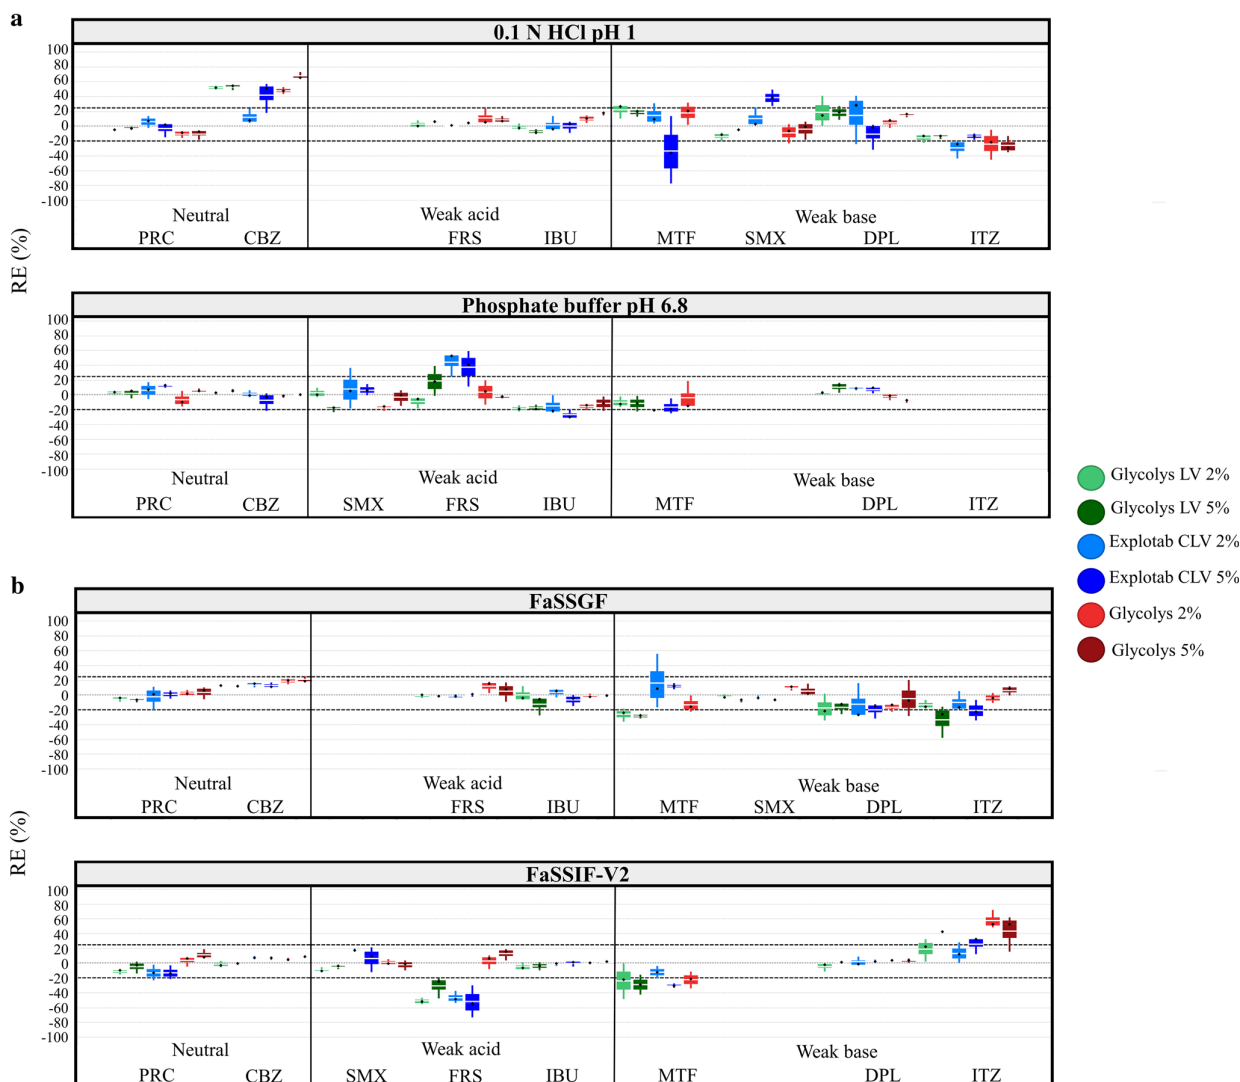 a
0.1 N HCl pH 1
100
80
60
40
20
0
-20
-40
-60
-80
-100
Neutral
Weak acid
Weak base
PRC
CBZ
FRS
IBU
MTF
SMX
DPL
ITZ
RE (%)
Phosphate buffer pH 6.8
100
80
60
40
20
0
-20
-40
-60
-80
-100
Neutral
Weak acid
Weak base
PRC
CBZ
SMX
FRS
IBU
MTF
DPL
ITZ
Glycolys LV 2%
Glycolys LV 5%
Explotab CLV 2%
Explotab CLV 5%
Glycolys 2%
Glycolys 5%
b
FaSSGF
100
80
60
40
20
0
-20
-40
-60
-80
-100
Neutral
Weak acid
Weak base
PRC
CBZ
FRS
IBU
MTF
SMX
DPL
ITZ
RE (%)
FaSSIF-V2
100
80
60
40
20
0
-20
-40
-60
-80
-100
Neutral
Weak acid
Weak base
PRC
CBZ
SMX
FRS
IBU
MTF
DPL
ITZ